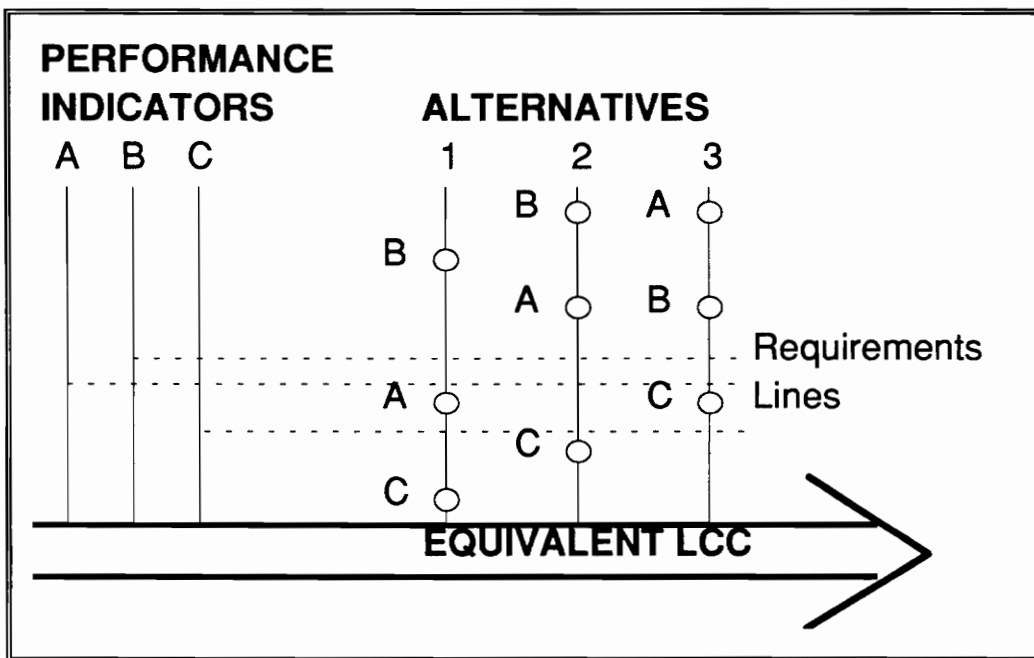 PERFORMANCE
INDICATORS
ALTERNATIVES
A B C
1 2 3
B A
B
A B
Requirements
A C Lines
C
C
EQUIVALENT LCC